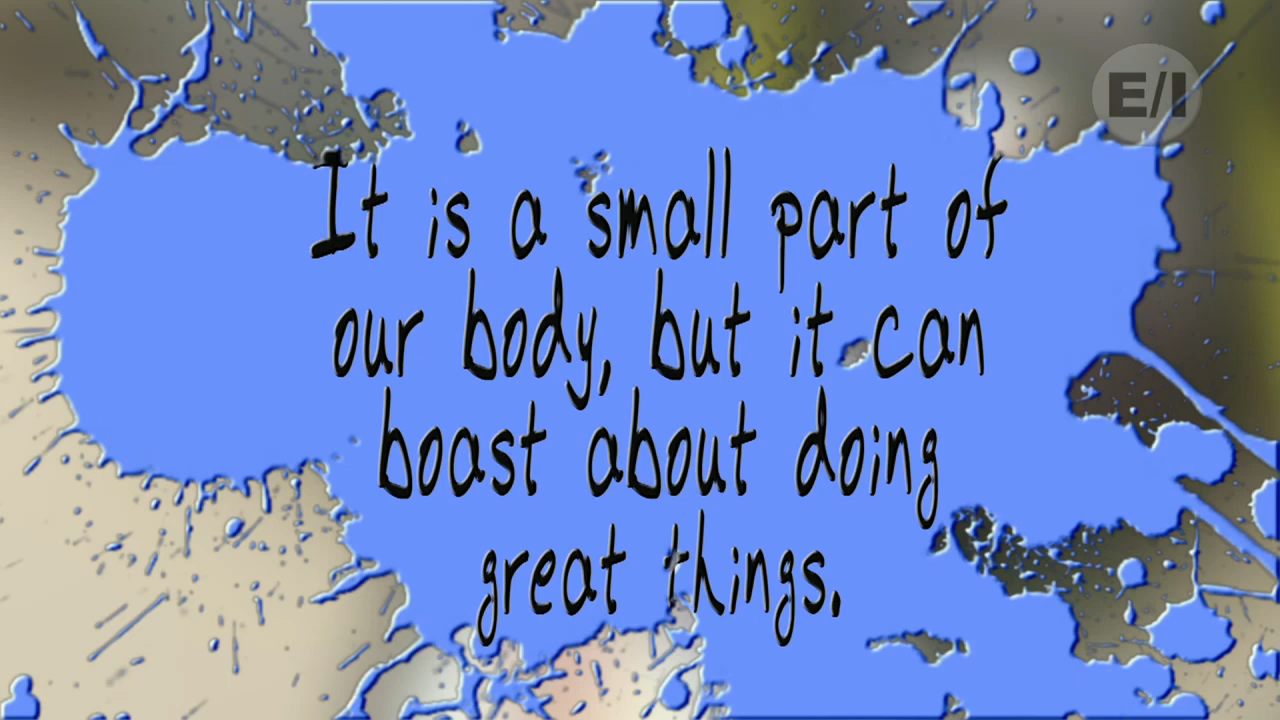 E/I
It is a small part of
our body, but it can
boast about doing
great things.